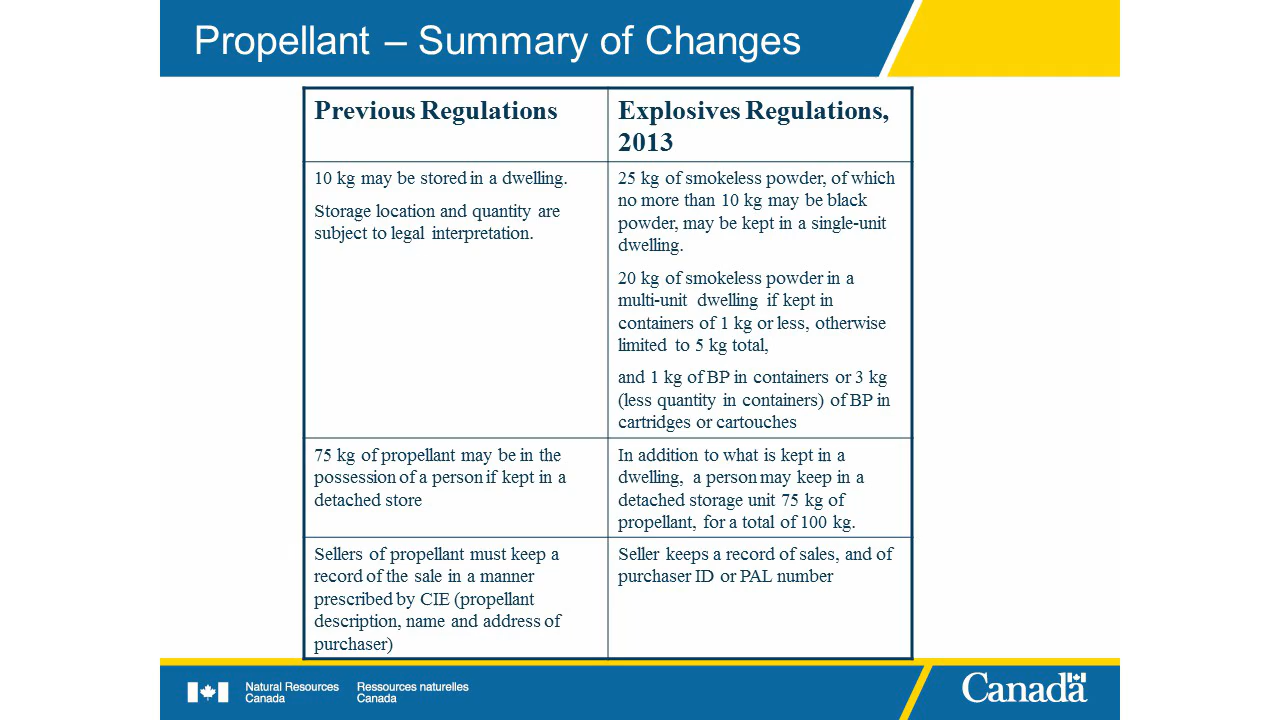 Propellant – Summary of Changes
Previous Regulations
Explosives Regulations,
2013
10 kg may be stored in a dwelling.
Storage location and quantity are
subject to legal interpretation.
25 kg of smokeless powder, of which
no more than 10 kg may be black
powder, may be kept in a single-unit
dwelling.
20 kg of smokeless powder in a
multi-unit dwelling if kept in
containers of 1 kg or less, otherwise
limited to 5 kg total,
and 1 kg of BP in containers or 3 kg
(less quantity in containers) of BP in
cartridges or cartouches
75 kg of propellant may be in the
possession of a person if kept in a
detached store
In addition to what is kept in a
dwelling, a person may keep in a
detached storage unit 75 kg of
propellant, for a total of 100 kg.
Sellers of propellant must keep a
record of the sale in a manner
prescribed by CIE (propellant
description, name and address of
purchaser)
Seller keeps a record of sales, and of
purchaser ID or PAL number
Natural Resources
Canada
Ressources naturelles
Canada
Canada